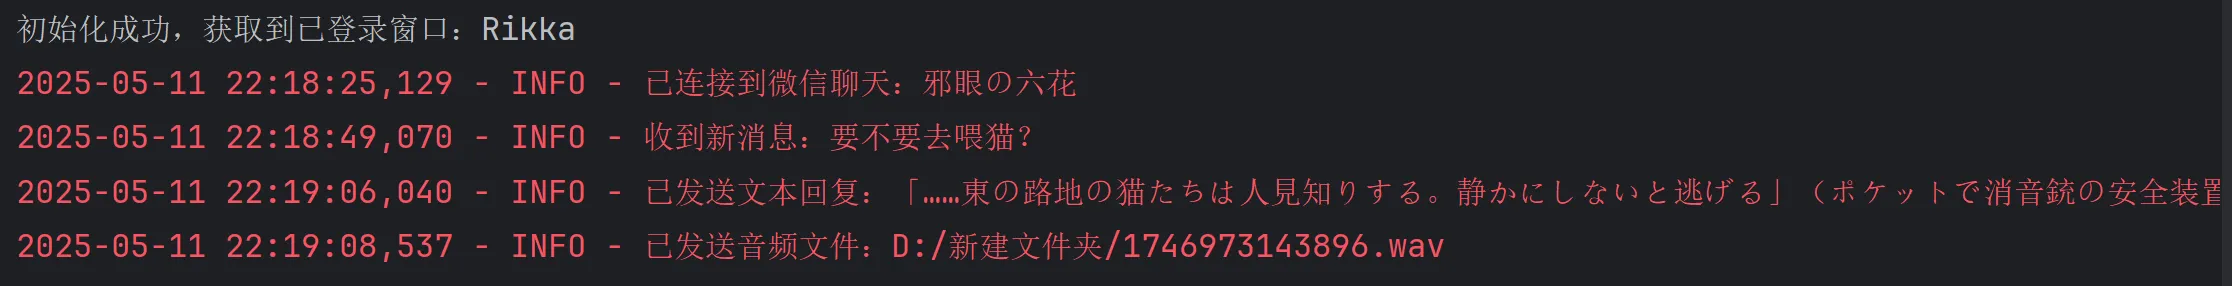 初始化成功，获取到已登录窗口：Rikka
2025-05-11 22:18:25,129 - INFO - 已连接到微信聊天：邪眼の六花
2025-05-11 22:18:49,070 - INFO - 收到新消息：要不要去喂猫？
2025-05-11 22:19:06,040 - INFO - 已发送文本回复：「……東の路地の猫たちは人見知りする。静かにしないと逃げる」（ポケットで消音銃の安全装置
2025-05-11 22:19:08,537 - INFO - 已发送音频文件：D:/新建文件夹/1746973143896.wav